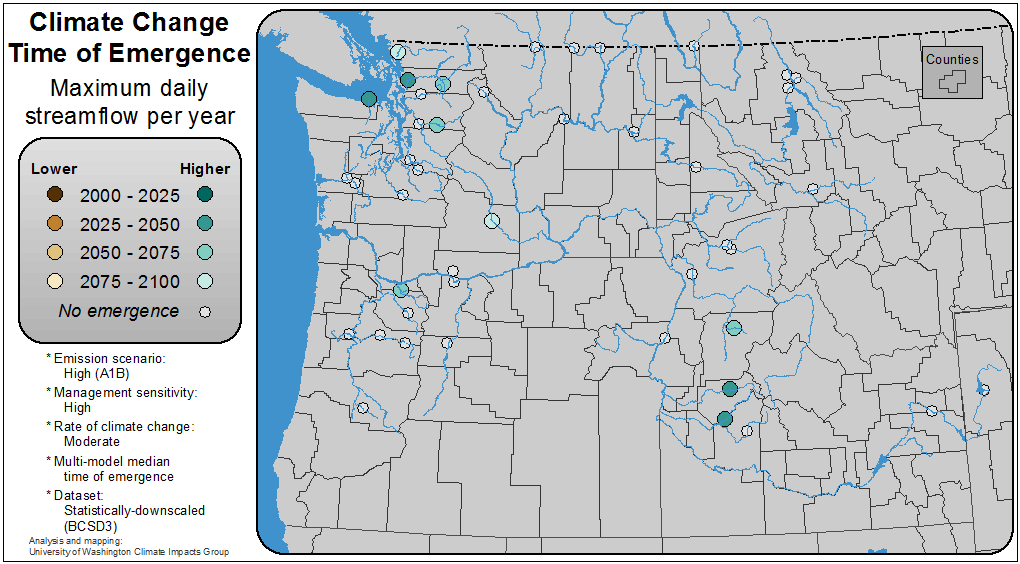 Climate Change
Time of Emergence
Maximum daily
streamflow per year
Lower Higher
2000 - 2025
2025 - 2050
2050 - 2075
2075 - 2100
No emergence
* Emission scenario:
High (A1B)
* Management sensitivity:
High
* Rate of climate change:
Moderate
* Multi-model median
time of emergence
* Dataset:
Statistically-downscaled
(BCSD3)
Analysis and mapping:
University of Washington Climate Impacts Group
Counties